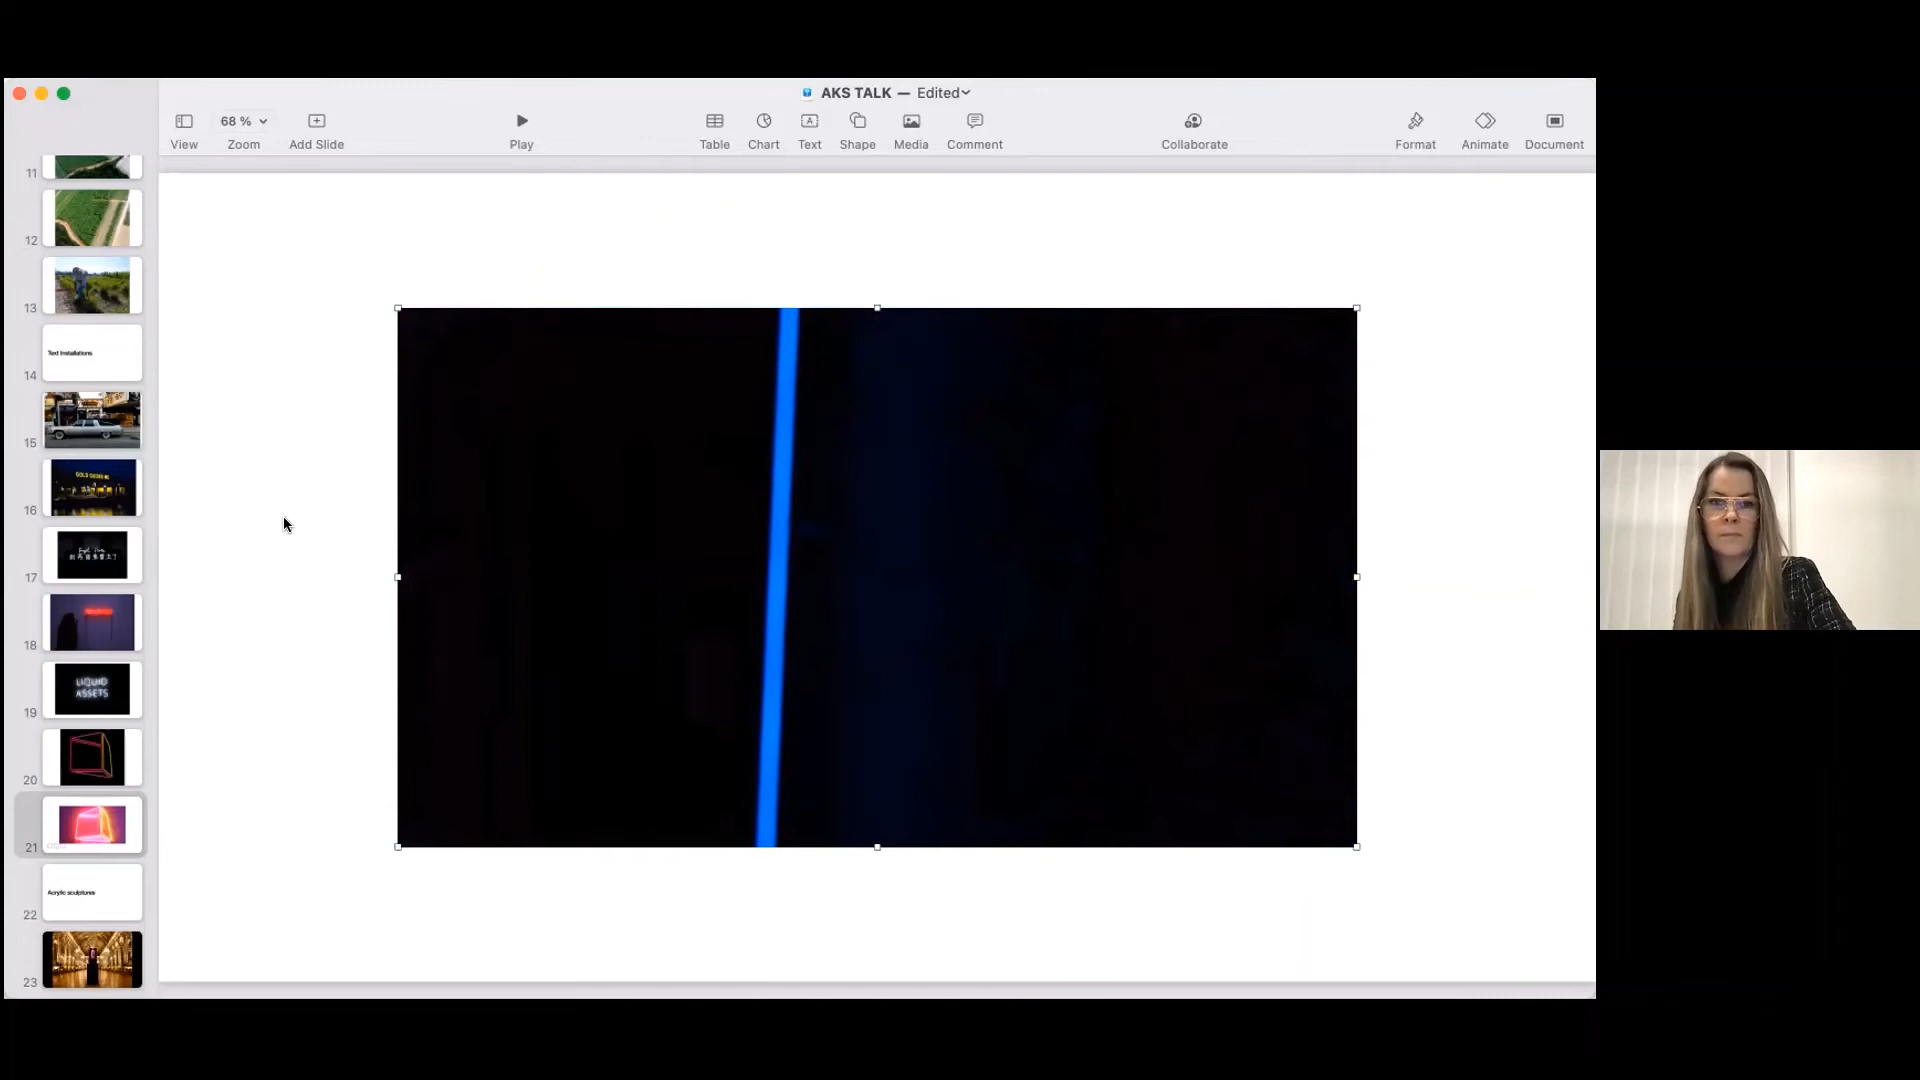 AKS TALK — Edited
68 %
View
Zoom
Add Slide
Play
Table
Chart
Text
Shape
Media
Comment
Collaborate
Format
Animate
Document
11
12
13
Text Installations
14
15
16
17
18
LIQUID
ASSETS
19
20
21
Acrylic sculptures
22
23